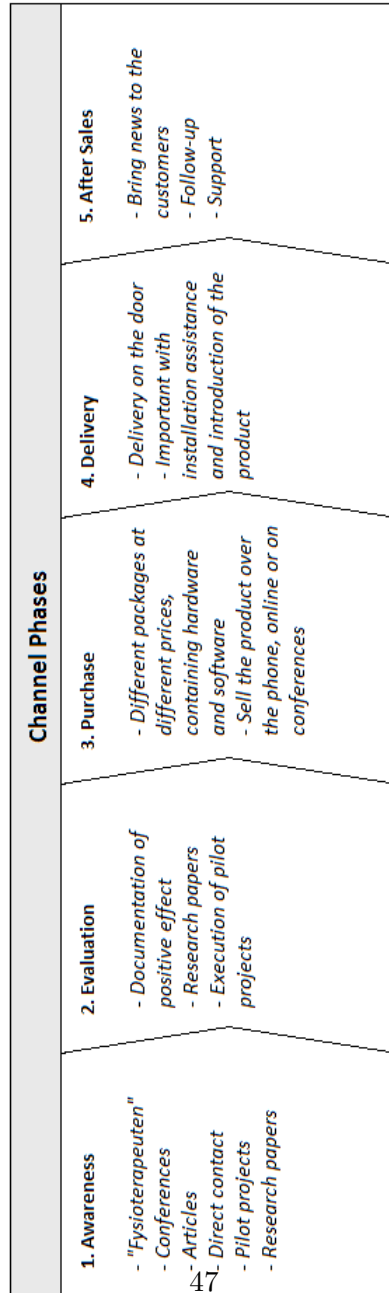 Channel Phases
1. Awareness
- "Fysioterapeuten"
- Conferences
- Articles
- Direct contact
- Pilot projects
- Research papers
2. Evaluation
- Documentation of
positive effect
- Research papers
- Execution of pilot
projects
3. Purchase
- Different packages at
different prices,
containing hardware
and software
- Sell the product over
the phone, online or on
conferences
4. Delivery
- Delivery on the door
- Important with
installation assistance
and introduction of the
product
5. After Sales
- Bring news to the
customers
- Follow-up
- Support
47